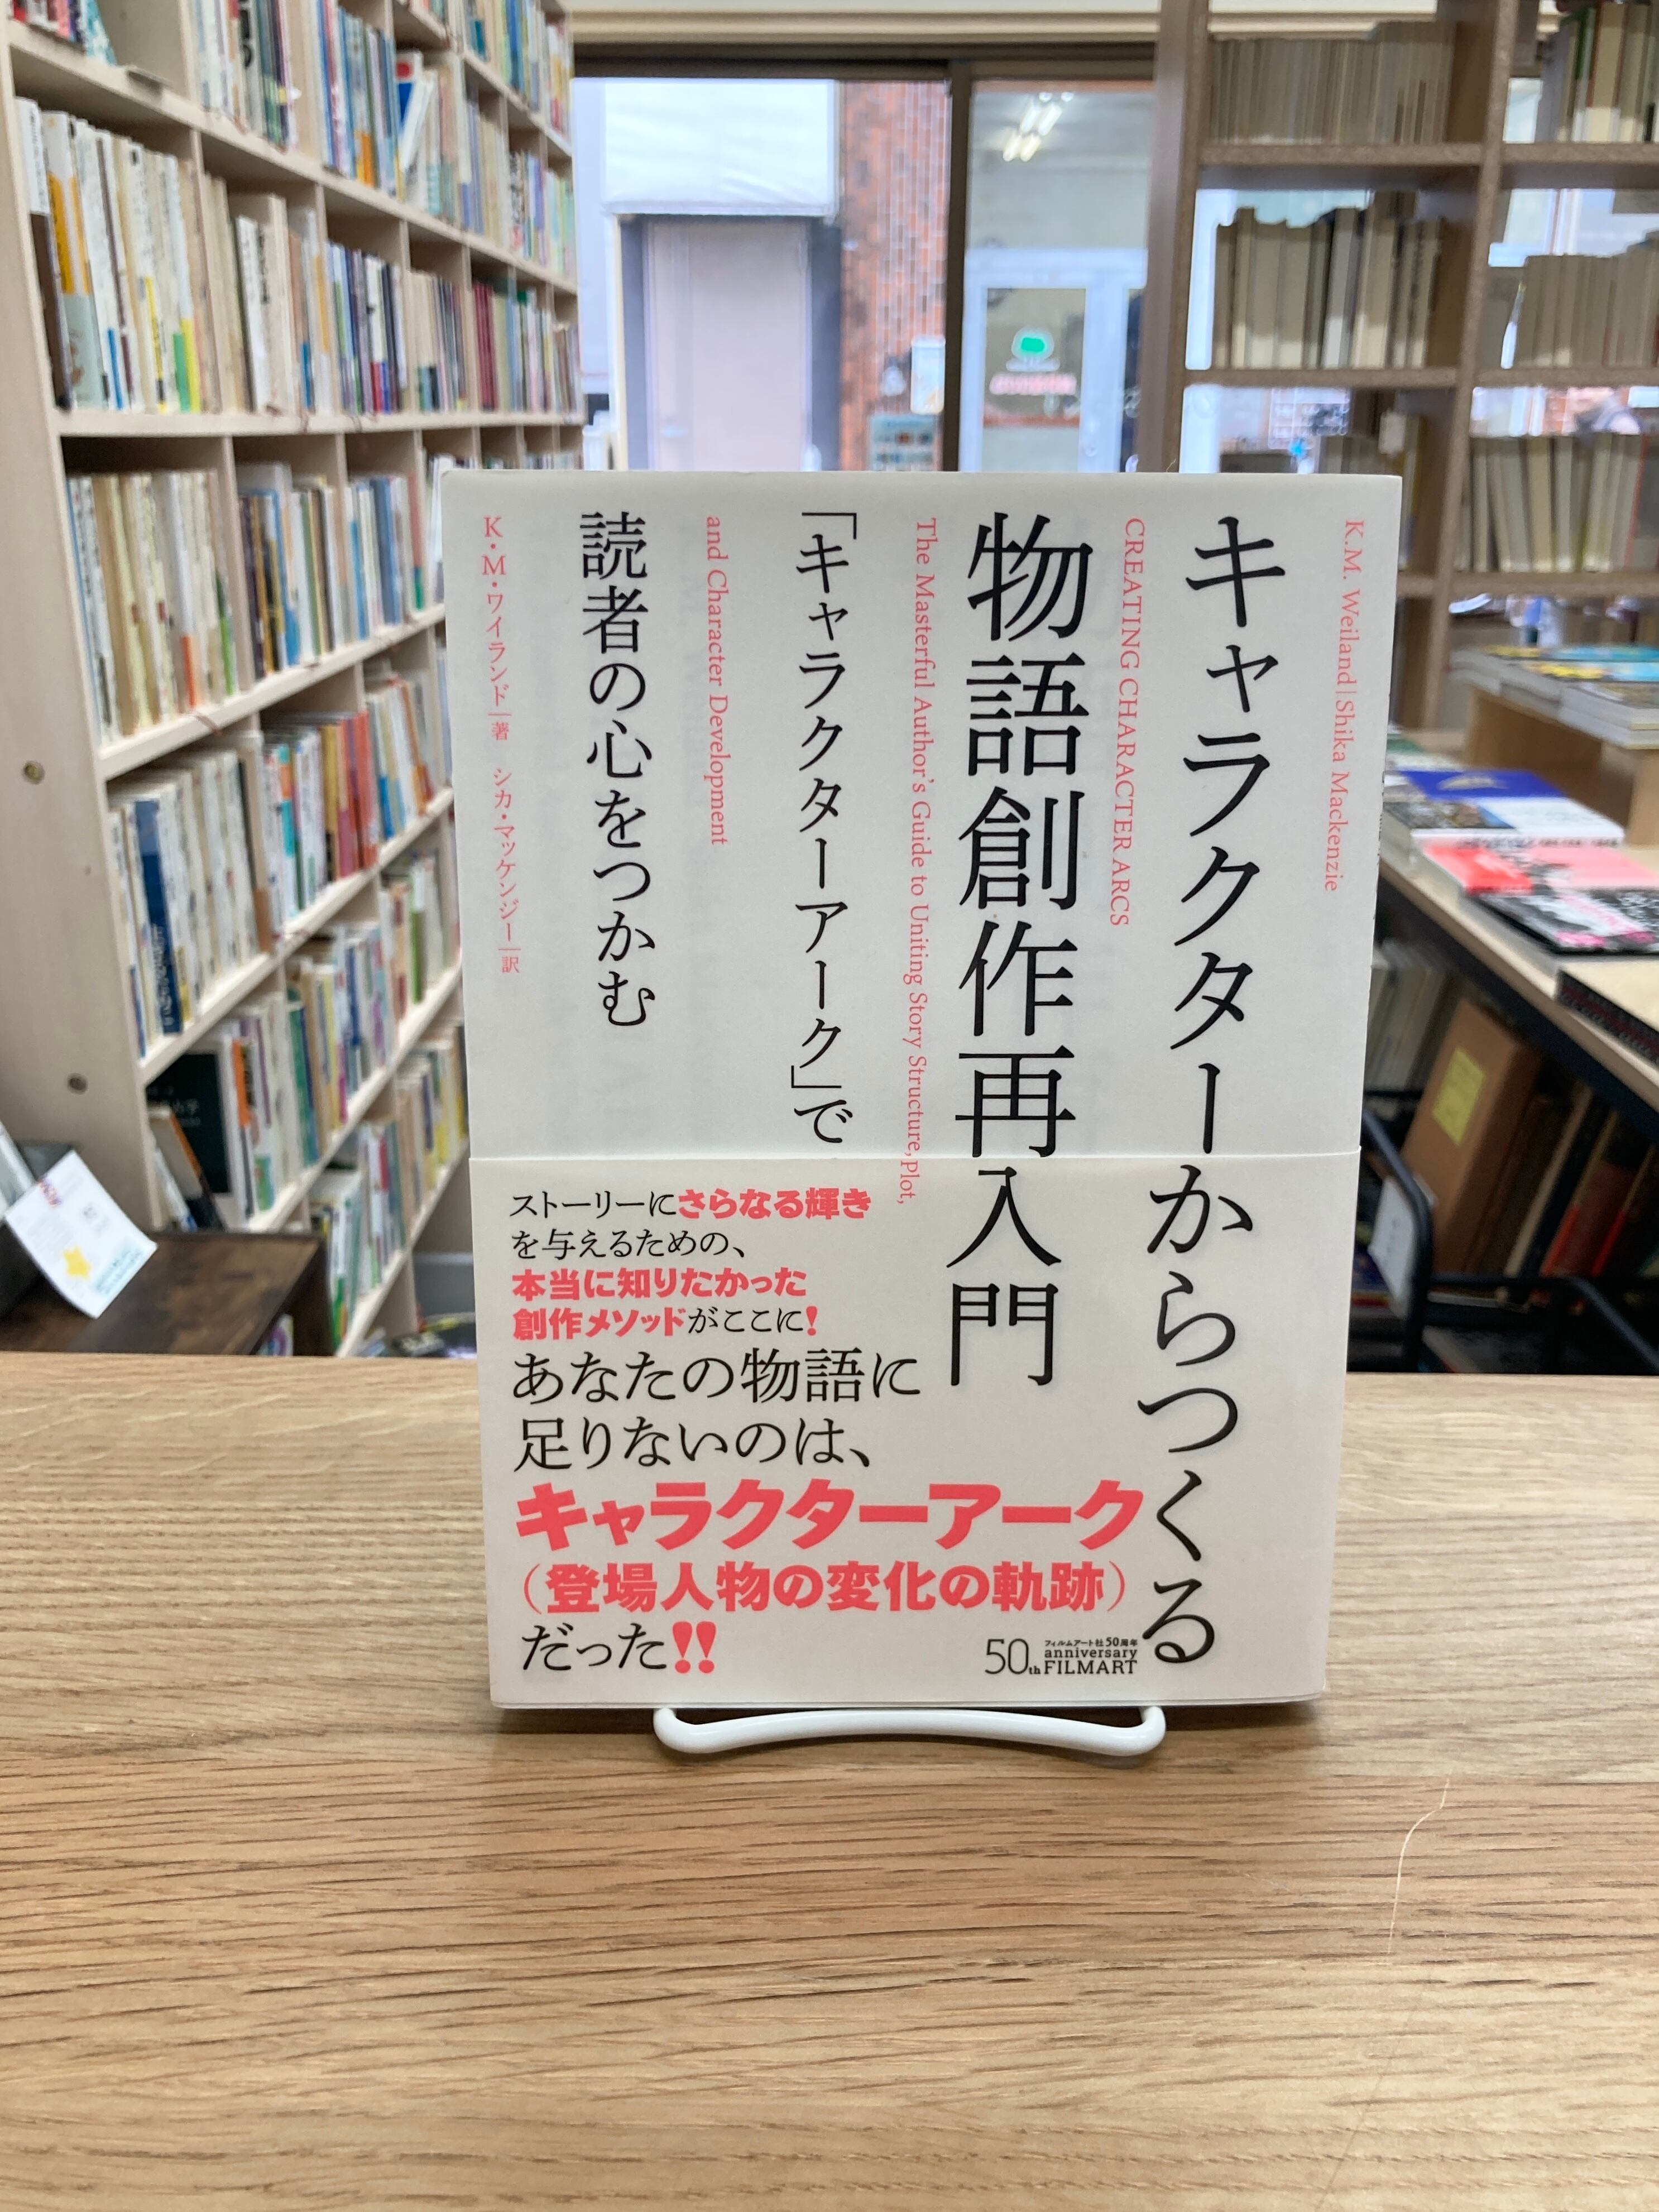 K.M. Weiland|Shika Mackenzie
キャラクターからつくる
CREATING CHARACTER ARCS
物語創作再入門
The Masterful Author's Guide to Uniting Story Structure, Plot,
「キャラクターアーク」で
and Character Development
読者の心をつかむ
K・M・ワイランド|著　シカ・マッケンジー|訳
ストーリーにさらなる輝き
を与えるための、
本当に知りたかった
創作メソッドがここに!
あなたの物語に
足りないのは、
キャラクターアーク
(登場人物の変化の軌跡)
だった!!
フィルムアート社50周年
50th anniversary
FILMART